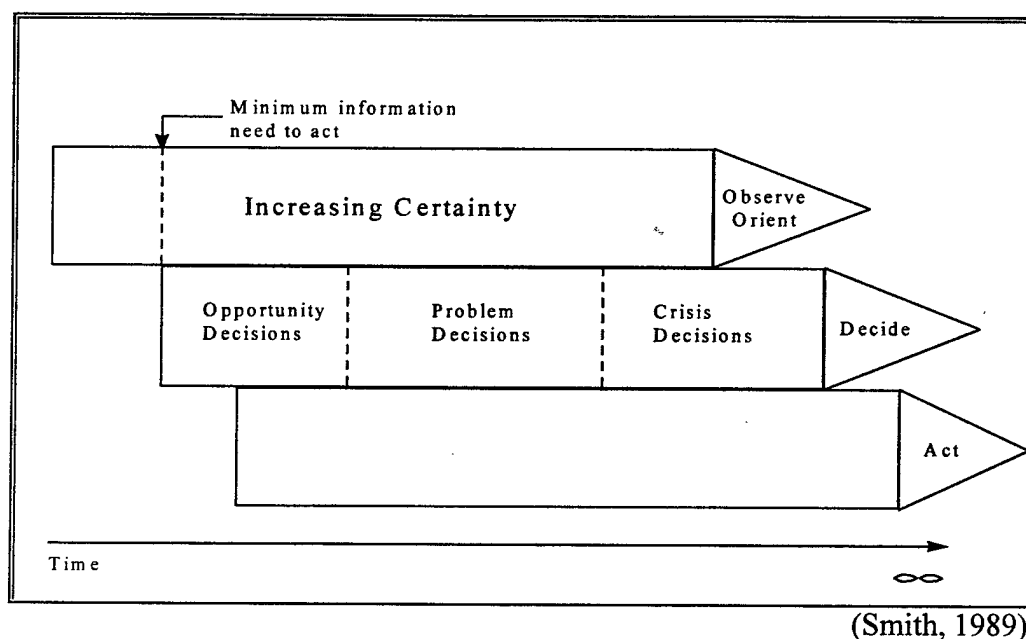 Minimum information
need to act
Increasing Certainty
Observe
Orient
Opportunity
Decisions
Problem
Decisions
Crisis
Decisions
Decide
Act
Time
∞
(Smith, 1989)